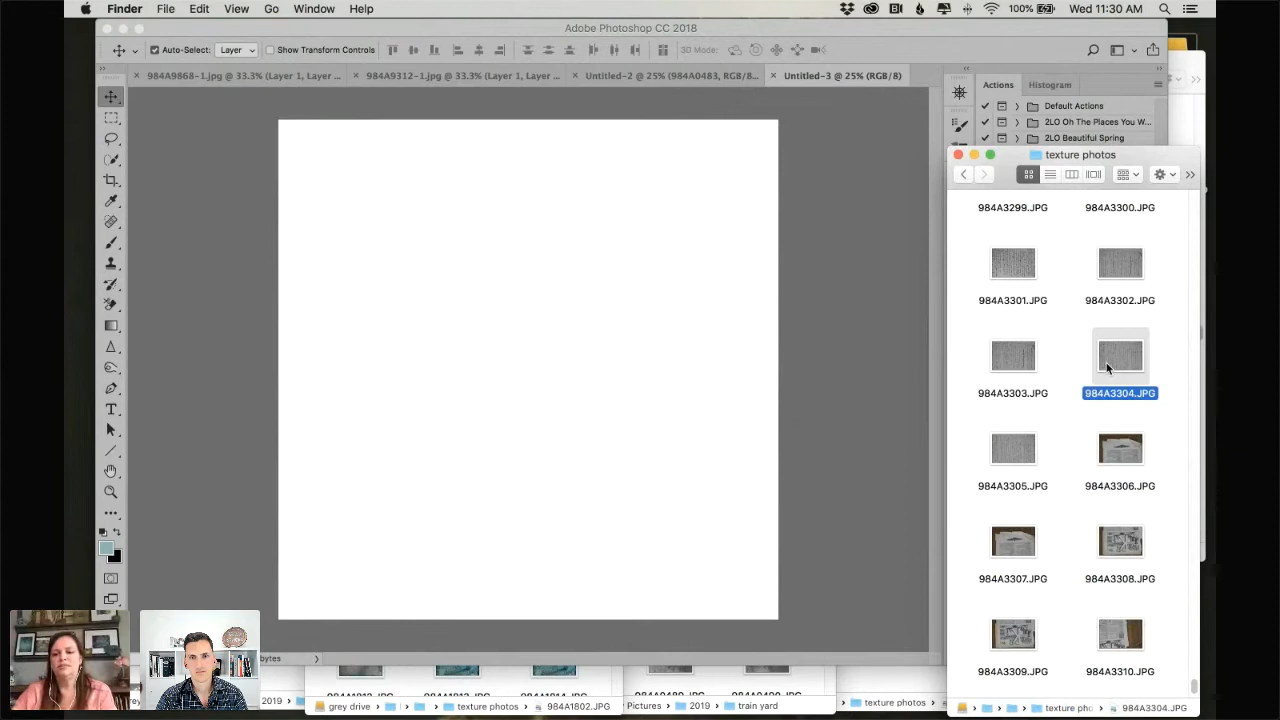 Finder File Edit View Go Window Help 100% Wed 11:30 AM
Adobe Photoshop CC 2018
Auto-Select: Layer Show Transform Controls 3D Mode:
984A9868-1.jpg @ 33.3% (Layer 1, Layer ... 984A9312-1.jpg @ 33.3% (Layer 1, Layer ... Untitled-2 @ 25% (984A0483, RGB/8... Untitled-3 @ 25% (RGB/8)
Actions Histogram
Default Actions
2LO Oh The Places You W...
2LO Beautiful Spring
texture photos
984A3299.JPG 984A3300.JPG
984A3301.JPG 984A3302.JPG
984A3303.JPG 984A3304.JPG
984A3305.JPG 984A3306.JPG
984A3307.JPG 984A3308.JPG
984A3309.JPG 984A3310.JPG
bytes
2019 grey drive texture photos 984A1802.JPG Pictures 2019 train yard texture photos texture pho 984A3304.JPG